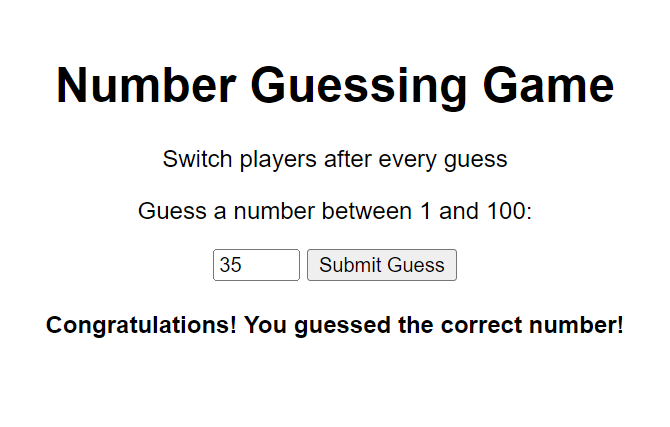 Number Guessing Game
Switch players after every guess
Guess a number between 1 and 100:
35 Submit Guess
Congratulations! You guessed the correct number!